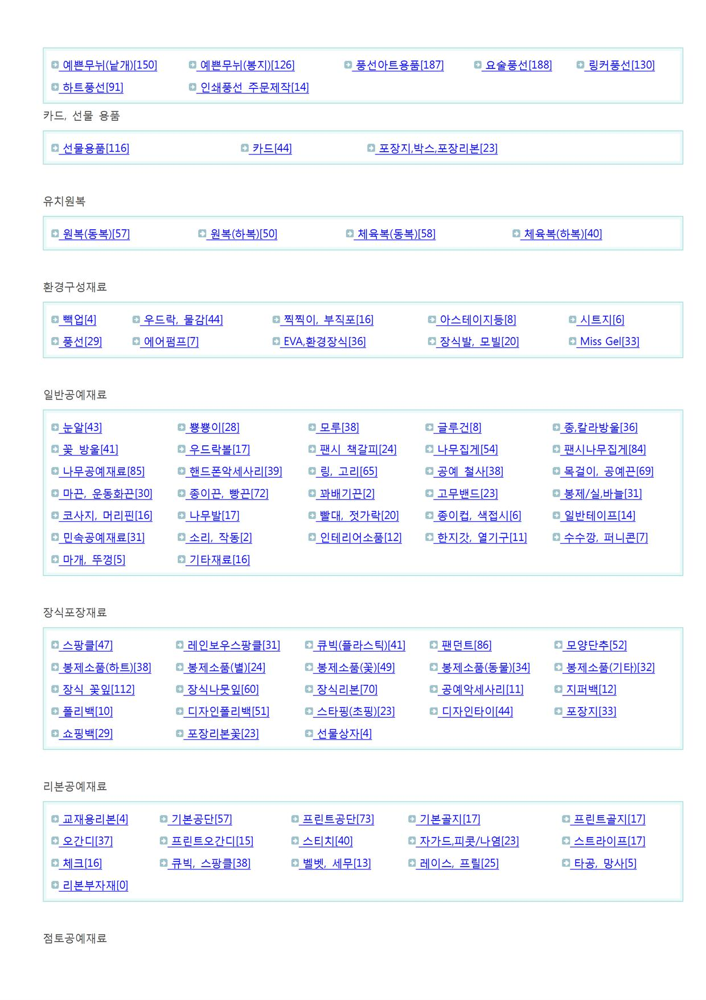 예쁜무늬(낱개)[150] 예쁜무늬(봉지)[126] 풍선아트용품[187] 요술풍선[188] 링커풍선[130]
하트풍선[91] 인쇄풍선 주문제작[14]
카드, 선물 용품
선물용품[116] 카드[44] 포장지,박스,포장리본[23]
유치원복
원복(동복)[57] 원복(하복)[50] 체육복(동복)[58] 체육복(하복)[40]
환경구성재료
빽업[4] 우드락, 물감[44] 찍찍이, 부직포[16] 아스테이지등[8] 시트지[6]
풍선[29] 에어펌프[7] EVA,환경장식[36] 장식발, 모빌[20] Miss Gel[33]
일반공예재료
눈알[43] 뿅뿅이[28] 모루[38] 글루건[8] 종,칼라방울[36]
꽃 방울[41] 우드락볼[17] 팬시 책갈피[24] 나무집게[54] 팬시나무집게[84]
나무공예재료[85] 핸드폰악세사리[39] 링, 고리[65] 공예 철사[38] 목걸이, 공예끈[69]
마끈, 운동화끈[30] 종이끈, 빵끈[72] 꽈배기끈[2] 고무밴드[23] 봉제/실,바늘[31]
코사지, 머리핀[16] 나무발[17] 빨대, 젓가락[20] 종이컵, 색접시[6] 일반테이프[14]
민속공예재료[31] 소리, 작동[2] 인테리어소품[12] 한지갓, 열기구[11] 수수깡, 퍼니콘[7]
마개, 뚜껑[5] 기타재료[16]
장식포장재료
스팡클[47] 레인보우스팡클[31] 큐빅(플라스틱)[41] 팬던트[86] 모양단추[52]
봉제소품(하트)[38] 봉제소품(별)[24] 봉제소품(꽃)[49] 봉제소품(동물)[34] 봉제소품(기타)[32]
장식 꽃잎[112] 장식나뭇잎[60] 장식리본[70] 공예악세사리[11] 지퍼백[12]
폴리백[10] 디자인폴리백[51] 스타핑(초핑)[23] 디자인타이[44] 포장지[33]
쇼핑백[29] 포장리본꽃[23] 선물상자[4]
리본공예재료
교재용리본[4] 기본공단[57] 프린트공단[73] 기본골지[17] 프린트골지[17]
오간디[37] 프린트오간디[15] 스티치[40] 자가드,피콧/나염[23] 스트라이프[17]
체크[16] 큐빅, 스팡클[38] 벨벳, 세무[13] 레이스, 프릴[25] 타공, 망사[5]
리본부자재[0]
점토공예재료